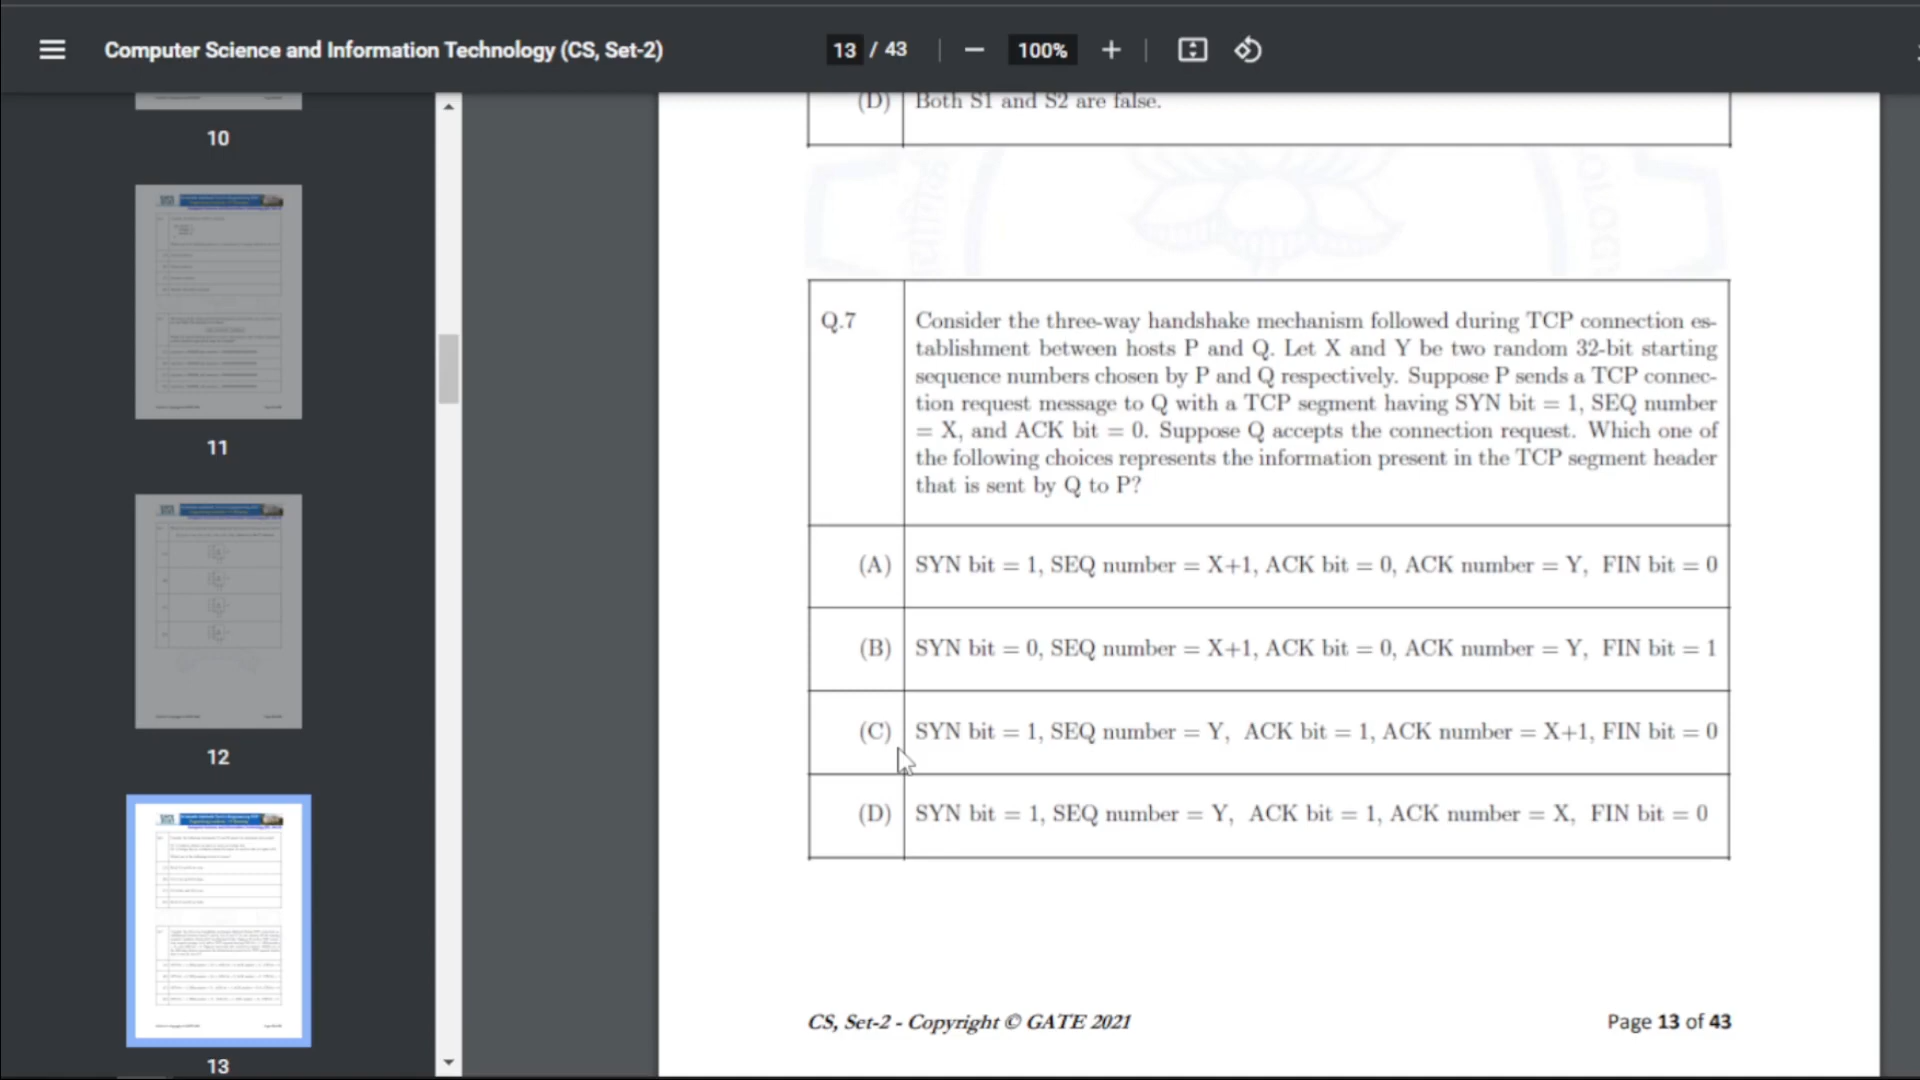 Computer Science and Information Technology (CS, Set-2)
13 / 43
100%
10
11
12
13
(D) Both S1 and S2 are false.
Q.7 Consider the three-way handshake mechanism followed during TCP connection es-
tablishment between hosts P and Q. Let X and Y be two random 32-bit starting
sequence numbers chosen by P and Q respectively. Suppose P sends a TCP connec-
tion request message to Q with a TCP segment having SYN bit = 1, SEQ number
= X, and ACK bit = 0. Suppose Q accepts the connection request. Which one of
the following choices represents the information present in the TCP segment header
that is sent by Q to P?
(A) SYN bit = 1, SEQ number = X+1, ACK bit = 0, ACK number = Y, FIN bit = 0
(B) SYN bit = 0, SEQ number = X+1, ACK bit = 0, ACK number = Y, FIN bit = 1
(C) SYN bit = 1, SEQ number = Y, ACK bit = 1, ACK number = X+1, FIN bit = 0
(D) SYN bit = 1, SEQ number = Y, ACK bit = 1, ACK number = X, FIN bit = 0
CS, Set-2 - Copyright © GATE 2021
Page 13 of 43